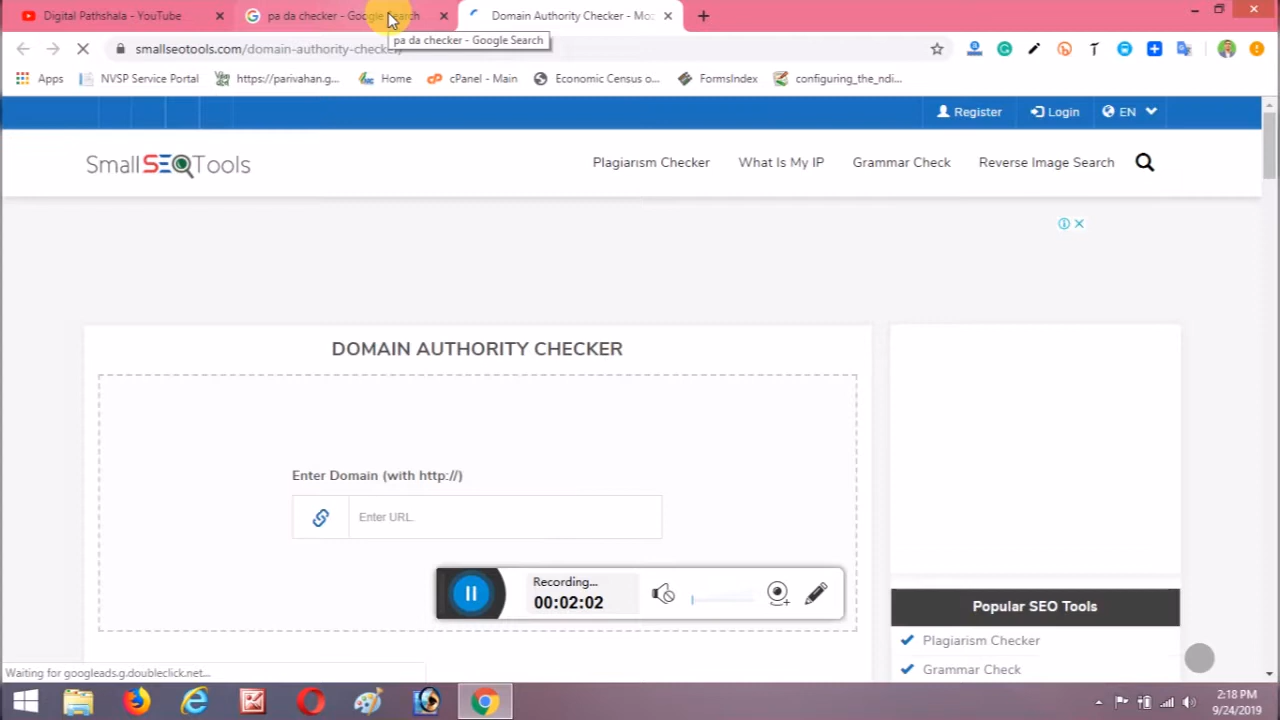 Digital Pathshala - YouTube
pa da checker - Google Search
Domain Authority Checker - Moz
smallseotools.com/domain-authority-checker/
pa da checker - Google Search
Apps
NVSP Service Portal
https://parivahan.g...
Home
cPanel - Main
Economic Census o...
FormsIndex
configuring_the_ndi...
Register
Login
EN
SmallSEOTools
Plagiarism Checker
What Is My IP
Grammar Check
Reverse Image Search
DOMAIN AUTHORITY CHECKER
Enter Domain (with http://)
Enter URL.
Recording...
00:02:02
Popular SEO Tools
Plagiarism Checker
Grammar Check
Waiting for googleads.g.doubleclick.net...
2:18 PM
9/24/2019